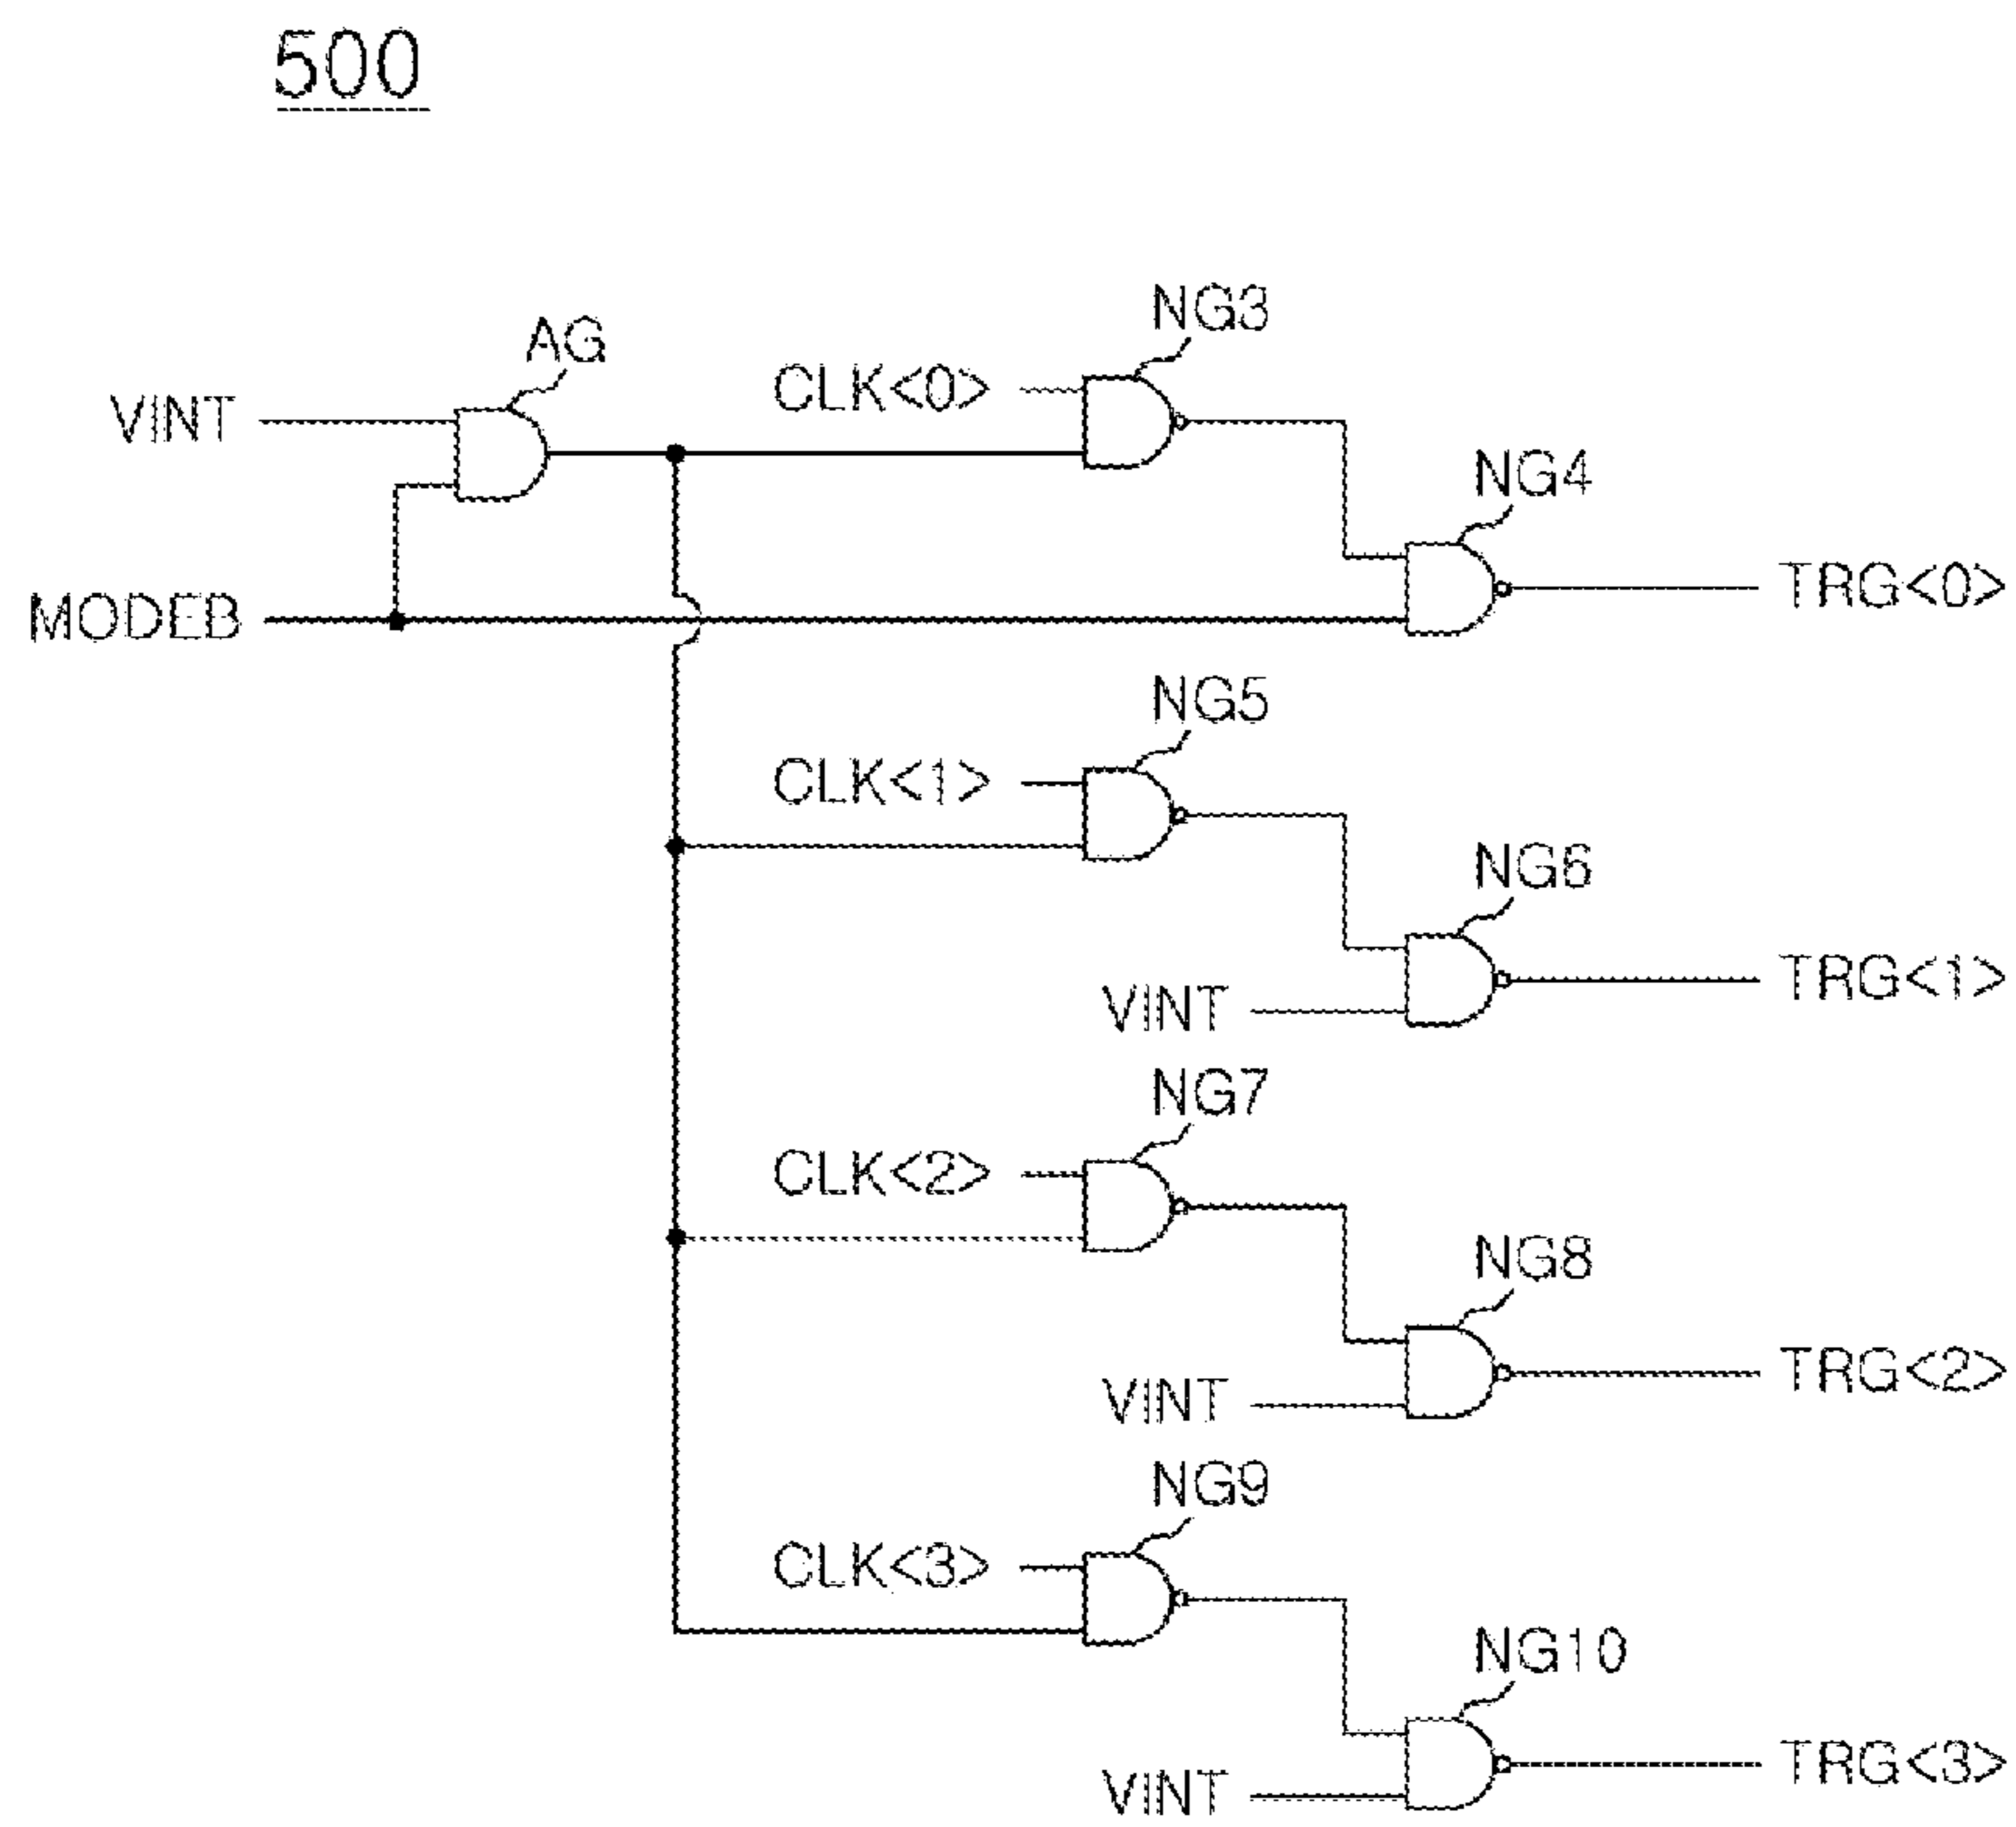 500
NG3
AG
CLK<0>
VINT
NG4
TRG<0>
MODEB
NG5
CLK<1>
NG6
TRG<1>
VINT
NG7
CLK<2>
NG8
TRG<2>
VINT
NG9
CLK<3>
NG10
TRG<3>
VINT